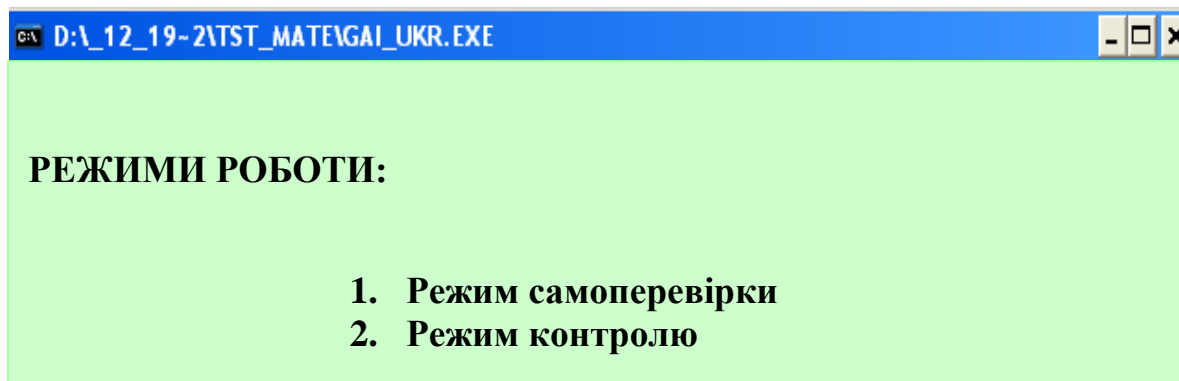 D:\_12_19~2\TST_MATE\GAI_UKR.EXE
РЕЖИМИ РОБОТИ:
1. Режим самоперевірки
2. Режим контролю